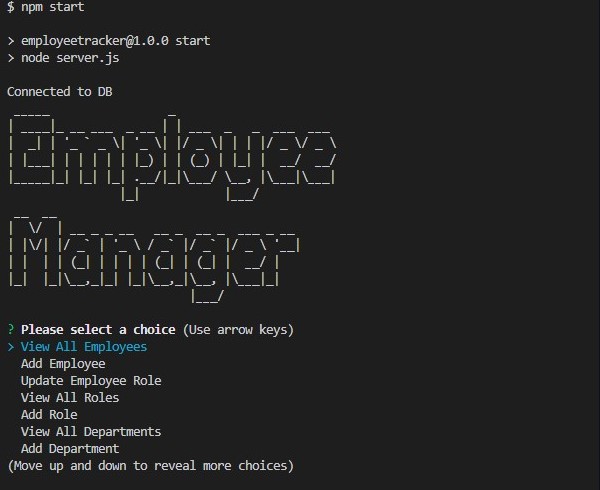 $ npm start
> employeetracker@1.0.0 start
> node server.js
Connected to DB
Employee
Manager
? Please select a choice (Use arrow keys)
> View All Employees
Add Employee
Update Employee Role
View All Roles
Add Role
View All Departments
Add Department
(Move up and down to reveal more choices)